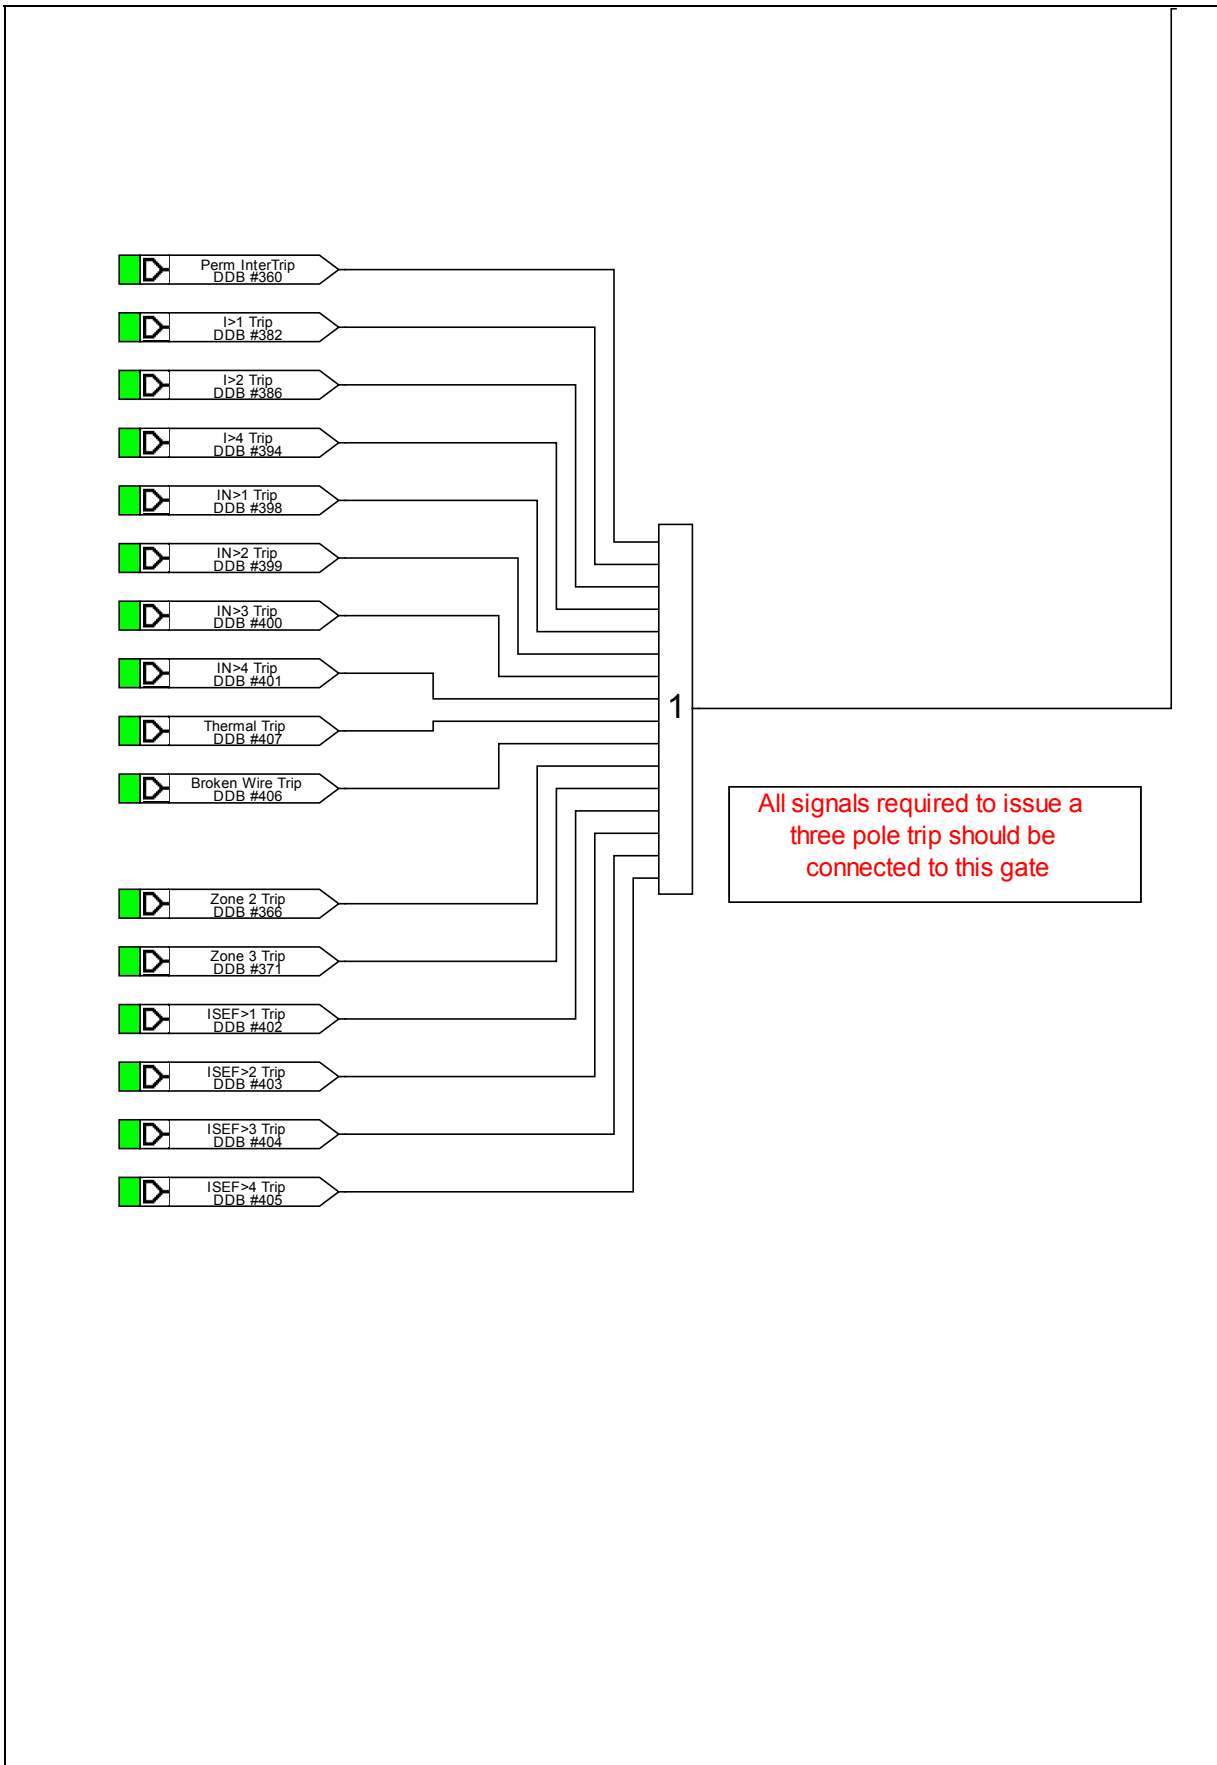 Perm InterTrip
DDB #360
I>1 Trip
DDB #382
I>2 Trip
DDB #386
I>4 Trip
DDB #394
IN>1 Trip
DDB #398
IN>2 Trip
DDB #399
IN>3 Trip
DDB #400
IN>4 Trip
DDB #401
Thermal Trip
DDB #407
Broken Wire Trip
DDB #406
1
All signals required to issue a
three pole trip should be
connected to this gate
Zone 2 Trip
DDB #366
Zone 3 Trip
DDB #371
ISEF>1 Trip
DDB #402
ISEF>2 Trip
DDB #403
ISEF>3 Trip
DDB #404
ISEF>4 Trip
DDB #405